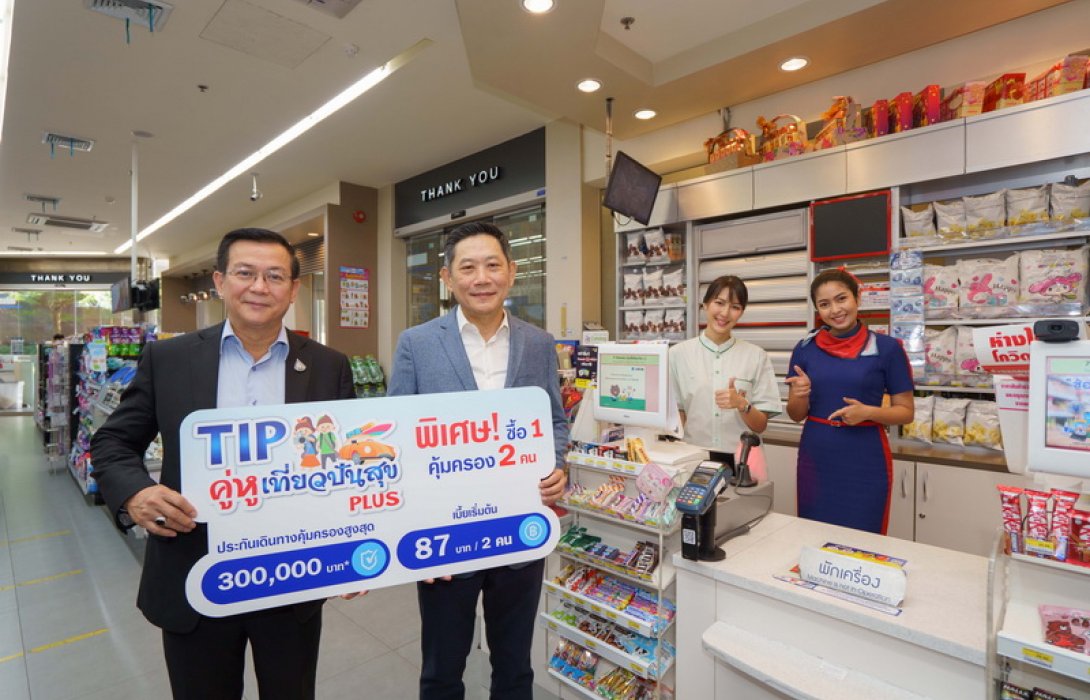 THANK YOU
THANK YOU
TIP
คู่หูเที่ยวปันสุข
PLUS
พิเศษ! ซื้อ 1
คุ้มครอง 2 คน
ประกันเดินทางคุ้มครองสูงสุด
300,000 บาท*
เบี้ยเริ่มต้น
87 บาท / 2 คน
พักเครื่อง